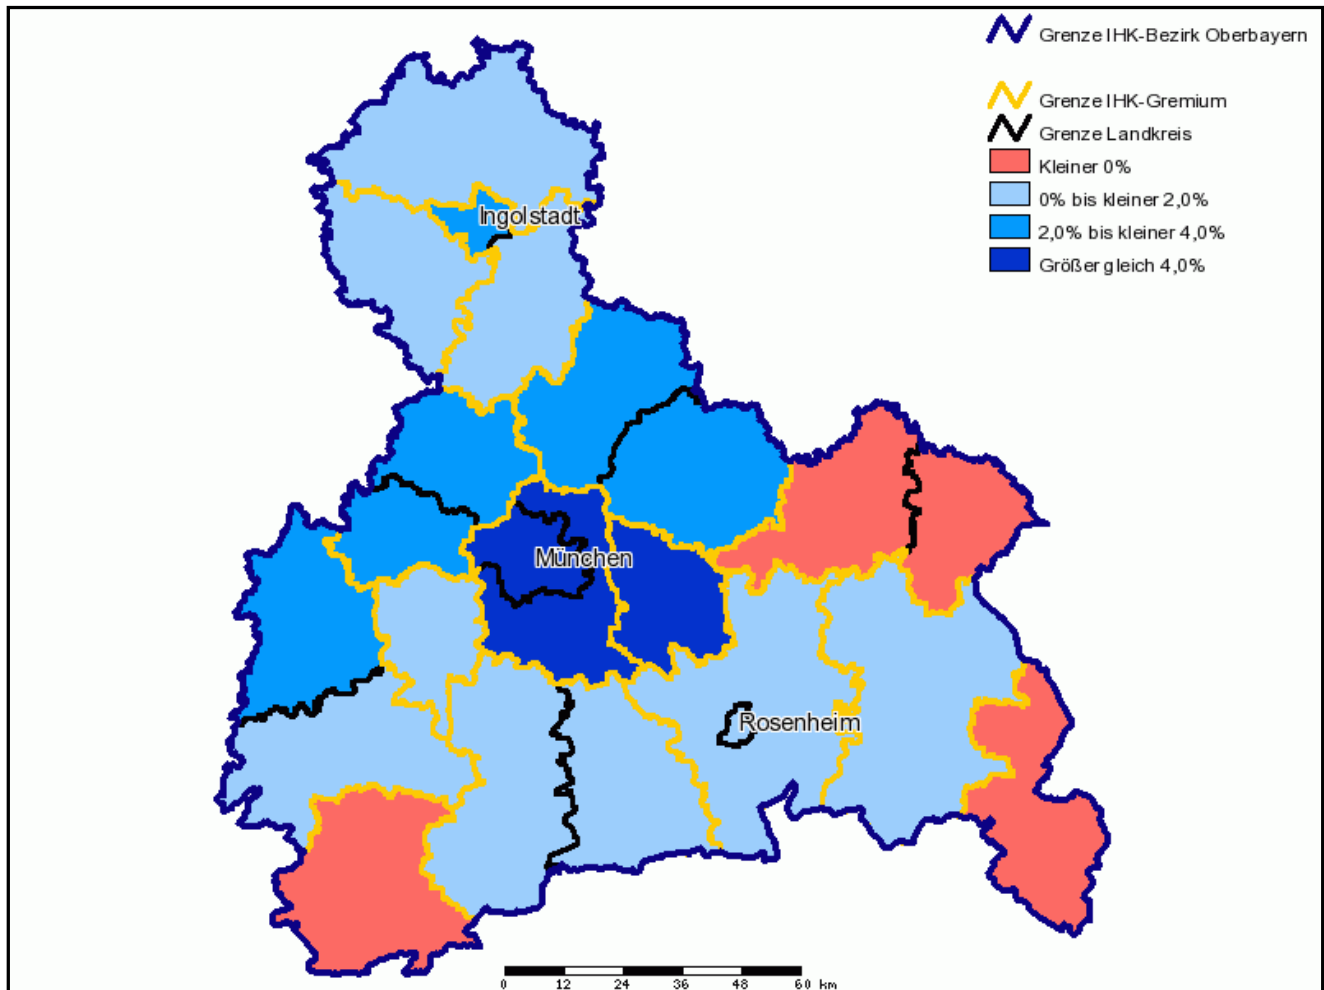 Grenze IHK-Bezirk Oberbayern
Grenze IHK-Gremium
Grenze Landkreis
Kleiner 0%
0% bis kleiner 2,0%
2,0% bis kleiner 4,0%
Größer gleich 4,0%
Ingolstadt
München
Rosenheim
0 12 24 36 48 60 km